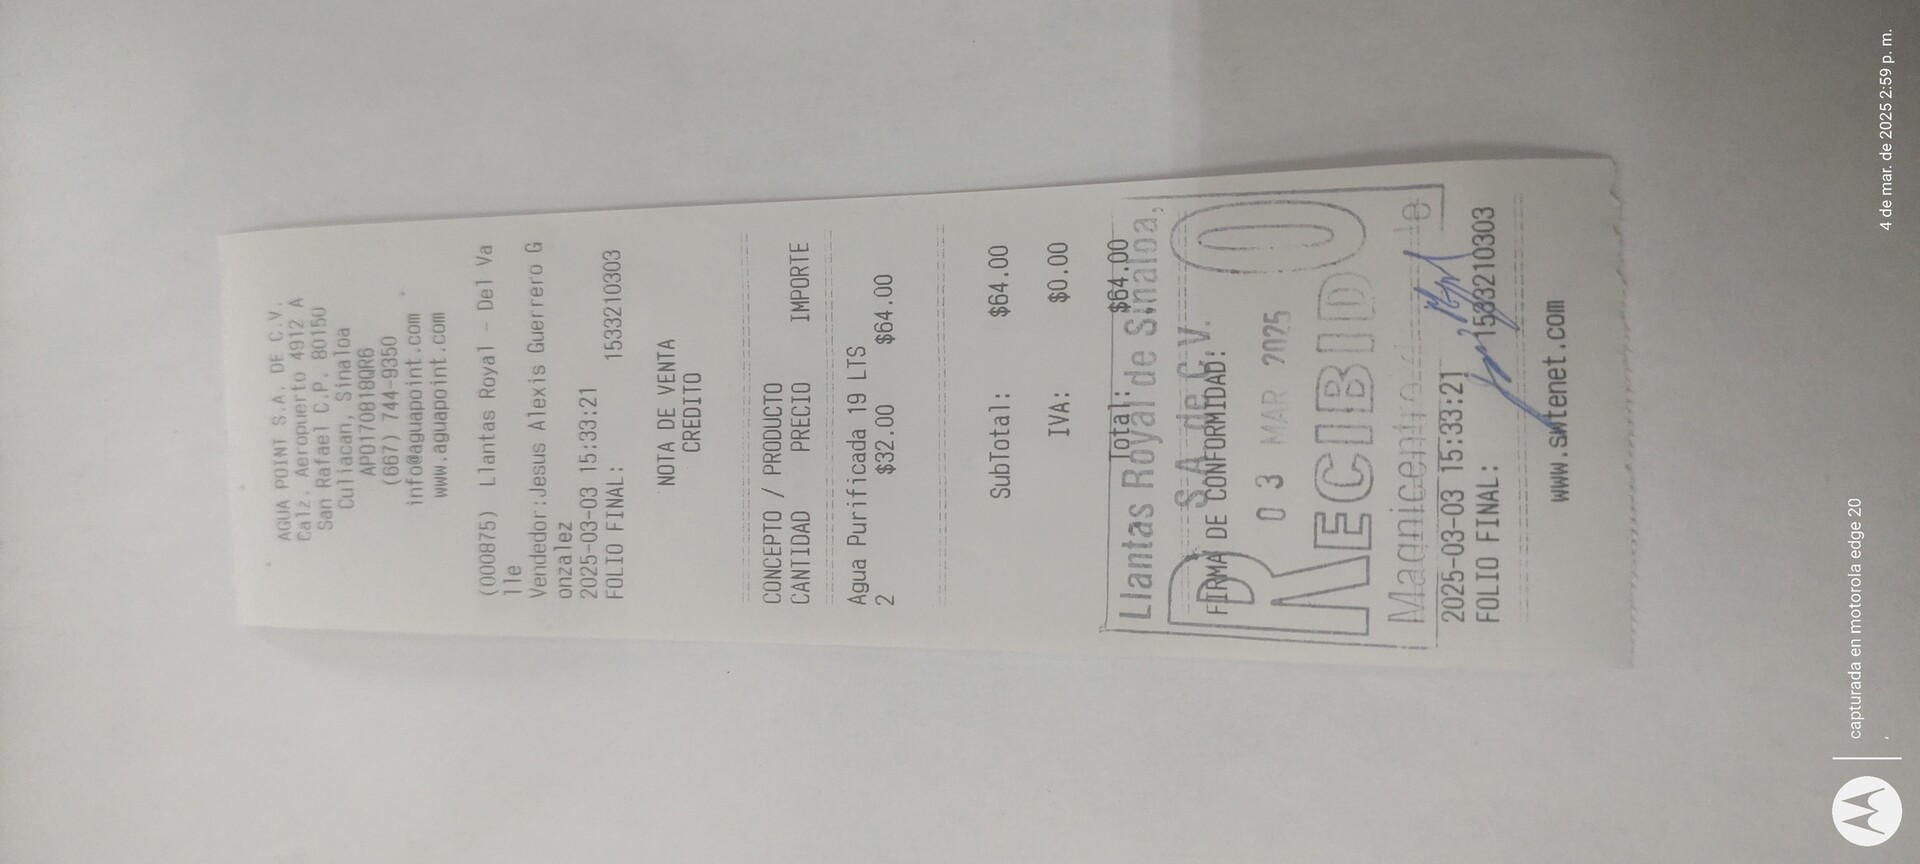 AGUA POINT S.A. DE C.V.
Calz. Aeropuerto 4912 A
San Rafael C.P. 80150
Culiacan, Sinaloa
APO170818QR6
(667) 744-9350
info@aguapoint.com
www.aguapoint.com
(000875) Llantas Royal - Del Va
lle
Vendedor:Jesus Alexis Guerrero G
onzalez
2025-03-03 15:33:21
FOLIO FINAL: 1533210303
NOTA DE VENTA
CREDITO
CONCEPTO / PRODUCTO
CANTIDAD PRECIO IMPORTE
Agua Purificada 19 LTS
2 $32.00 $64.00
SubTotal: $64.00
IVA: $0.00
Total: $64.00
Llantas Royal de Sinaloa,
S.A. de C.V.
FIRMA DE CONFORMIDAD:
03 MAR 2025
RECIBIDO
2025-03-03 15:33:21
FOLIO FINAL: 1533210303
www.smtenet.com
capturada en motorola edge 20
4 de mar. de 2025 2:59 p. m.